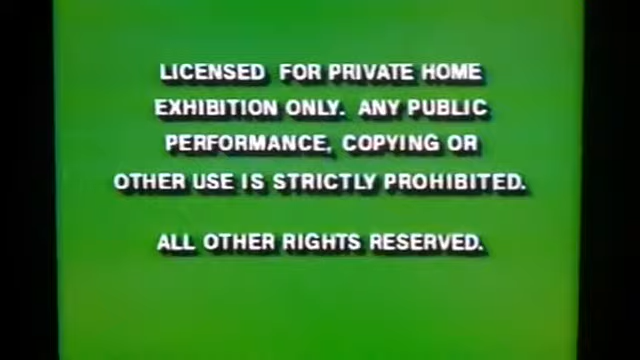 LICENSED FOR PRIVATE HOME
EXHIBITION ONLY. ANY PUBLIC
PERFORMANCE, COPYING OR
OTHER USE IS STRICTLY PROHIBITED.
ALL OTHER RIGHTS RESERVED.